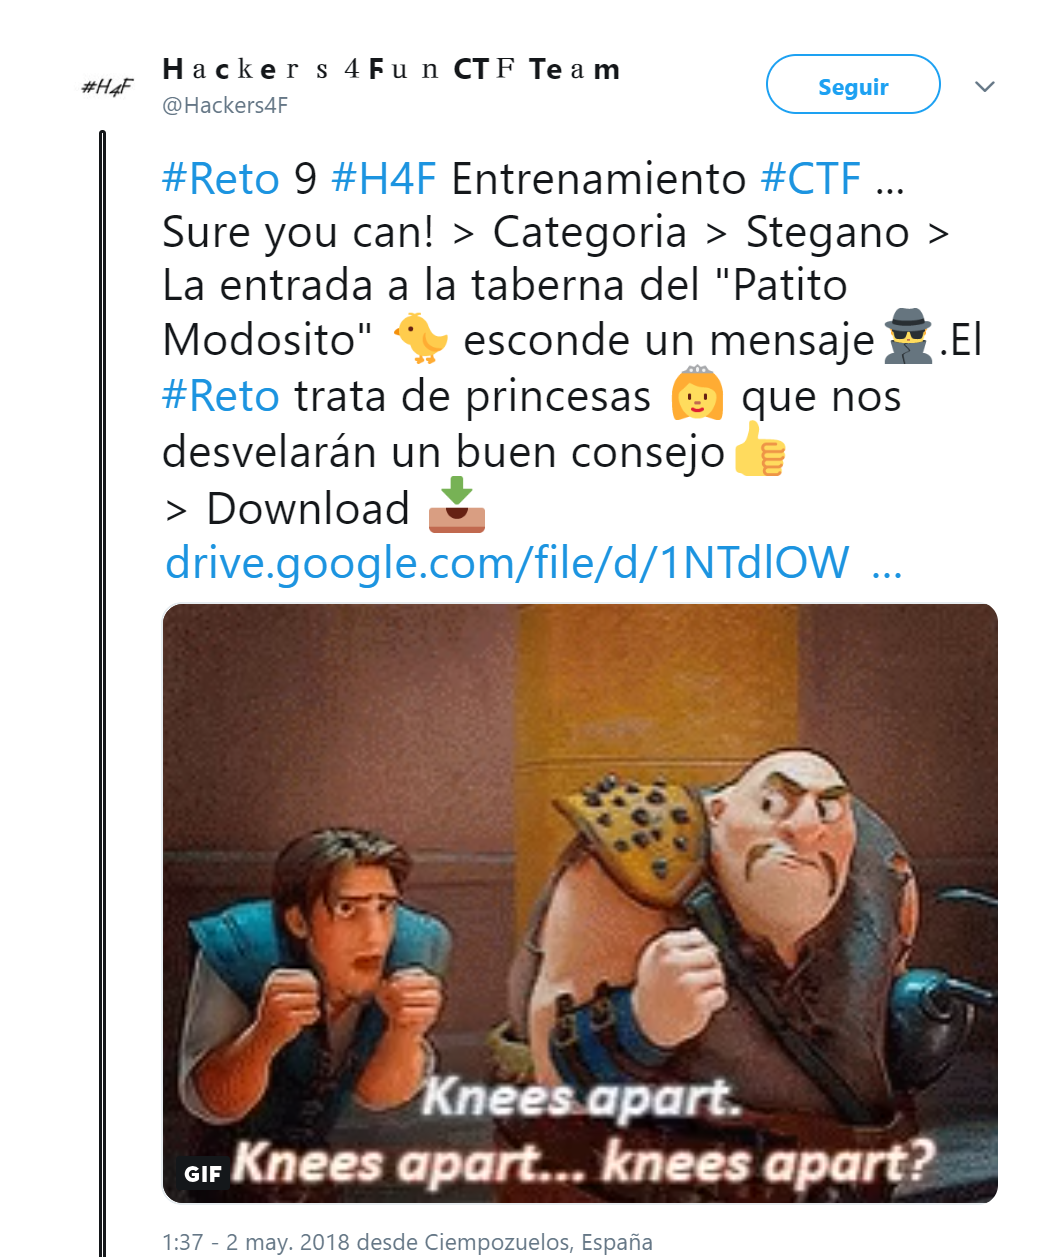 #H4F
Hackers 4Fun CTF Team
@Hackers4F
Seguir
#Reto 9 #H4F Entrenamiento #CTF ...
Sure you can! > Categoria > Stegano >
La entrada a la taberna del "Patito
Modosito" 🐤 esconde un mensaje🕵.El
#Reto trata de princesas 👸 que nos
desvelarán un buen consejo👍
> Download 📥
drive.google.com/file/d/1NTdlOW ...
Knees apart.
GIF Knees apart... knees apart?
1:37 - 2 may. 2018 desde Ciempozuelos, España